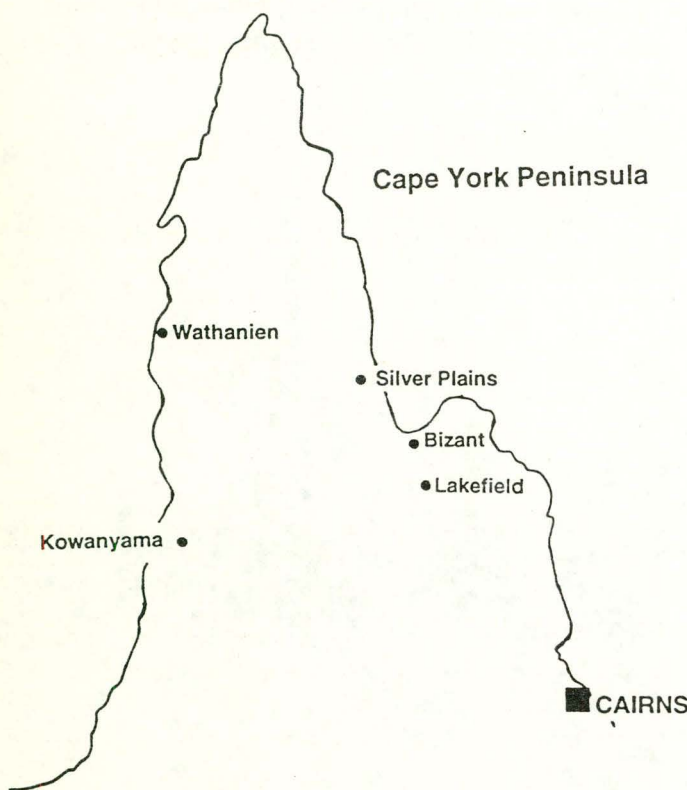 Cape York Peninsula
Wathanien
Silver Plains
Bizant
Lakefield
Kowanyama
CAIRNS